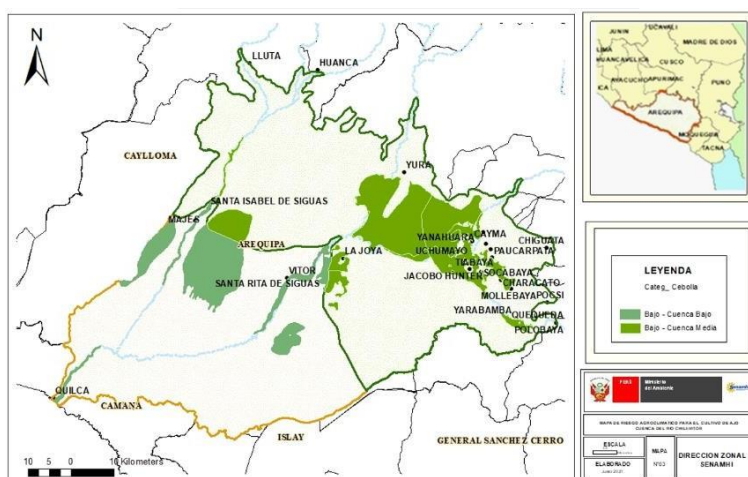 N
LLUTA
HUANCA
CAYLLOMA
YURA
SANTA ISABEL DE SIGUAS
MAJES
AREQUIPA
YANAHUARA
CAYMA
CHIGUATA
UCHUMAYO
PAUCARPATA
LA JOYA
TIABAYA
VITOR
JACOBO HUNTER
SOCABAYA
SANTA RITA DE SIGUAS
CHARACATO
MOLLEBAYA
POCSI
YARABAMBA
QUEQUEÑA
POLOBAYA
QUILCA
CAMANA
ISLAY
GENERAL SANCHEZ CERRO
10 5 0 10 Kilometers
JUNIN
UCAYALI
LIMA
MADRE DE DIOS
HUANCAVELICA
CUSCO
AYACUCHO
APURIMAC
ICA
PUNO
AREQUIPA
MOQUEGUA
TACNA
LEYENDA
Categ_ Cebolla
Bajo - Cuenca Bajo
Bajo - Cuenca Media
PERÚ
Ministerio
del Ambiente
MAPA DE RIESGO AGROCLIMATICO PARA EL CULTIVO DE AJO
CUENCA DEL RIO
ESCALA
MAPA
N°03
DIRECCION ZONAL
SENAMHI
ELABORADO